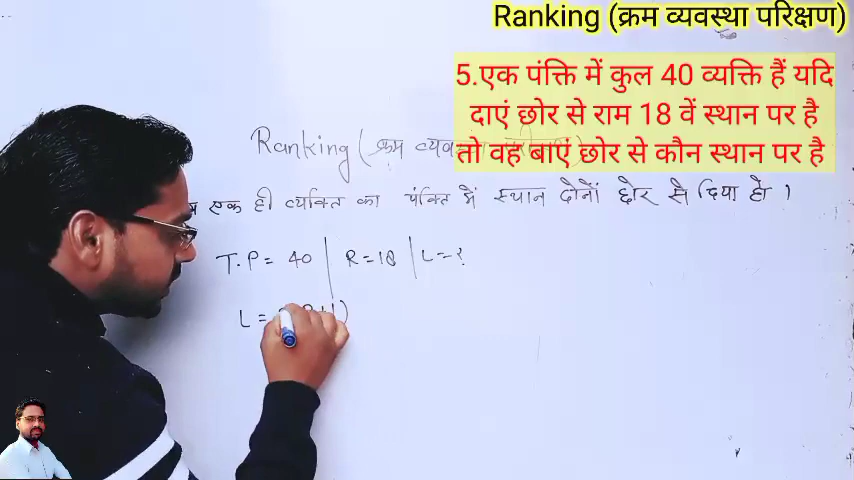 Ranking (क्रम व्यवस्था परिक्षण)
5.एक पंक्ति में कुल 40 व्यक्ति हैं यदि
दाएं छोर से राम 18 वें स्थान पर है
तो वह बाएं छोर से कौन स्थान पर है
Ranking (क्रम
एक ही व्यक्ति का पंक्ति में स्थान दोनों छोर से दिया हो ।
T.P = 40 | R = 18 | L = ?
L =